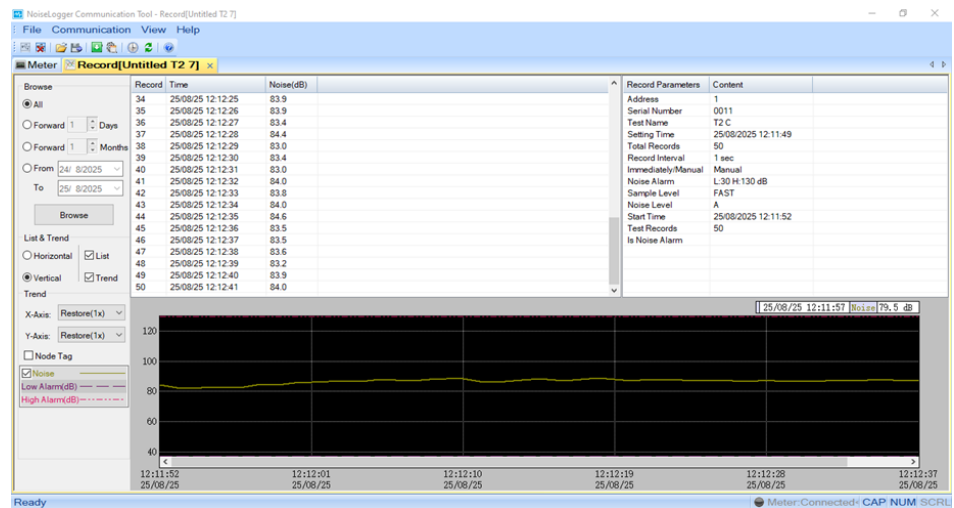 NoiseLogger Communication Tool - Record[Untitled T2 7]
File Communication View Help
Meter Record[Untitled T2 7] ×
Browse
All
Forward 1 Days
Forward 1 Months
From 24/ 8/2025
To 25/ 8/2025
Browse
List & Trend
Horizontal List
Vertical Trend
Trend
X-Axis: Restore(1x)
Y-Axis: Restore(1x)
Node Tag
Noise
Low Alarm(dB)
High Alarm(dB)
Record Time Noise(dB)
34 25/08/25 12:12:25 83.9
35 25/08/25 12:12:26 83.9
36 25/08/25 12:12:27 83.4
37 25/08/25 12:12:28 84.4
38 25/08/25 12:12:29 83.0
39 25/08/25 12:12:30 83.4
40 25/08/25 12:12:31 83.0
41 25/08/25 12:12:32 84.0
42 25/08/25 12:12:33 83.8
43 25/08/25 12:12:34 84.0
44 25/08/25 12:12:35 84.6
45 25/08/25 12:12:36 83.5
46 25/08/25 12:12:37 83.5
47 25/08/25 12:12:38 83.6
48 25/08/25 12:12:39 83.2
49 25/08/25 12:12:40 83.9
50 25/08/25 12:12:41 84.0
Record Parameters Content
Address 1
Serial Number 0011
Test Name T2 C
Setting Time 25/08/2025 12:11:49
Total Records 50
Record Interval 1 sec
Immediately/Manual Manual
Noise Alarm L:30 H:130 dB
Sample Level FAST
Noise Level A
Start Time 25/08/2025 12:11:52
Test Records 50
Is Noise Alarm
25/08/25 12:11:57 Noise 79.5 dB
120
100
80
60
40
12:11:52 12:12:01 12:12:10 12:12:19 12:12:28 12:12:37
25/08/25 25/08/25 25/08/25 25/08/25 25/08/25 25/08/25
Ready Meter:Connected CAP NUM SCRL